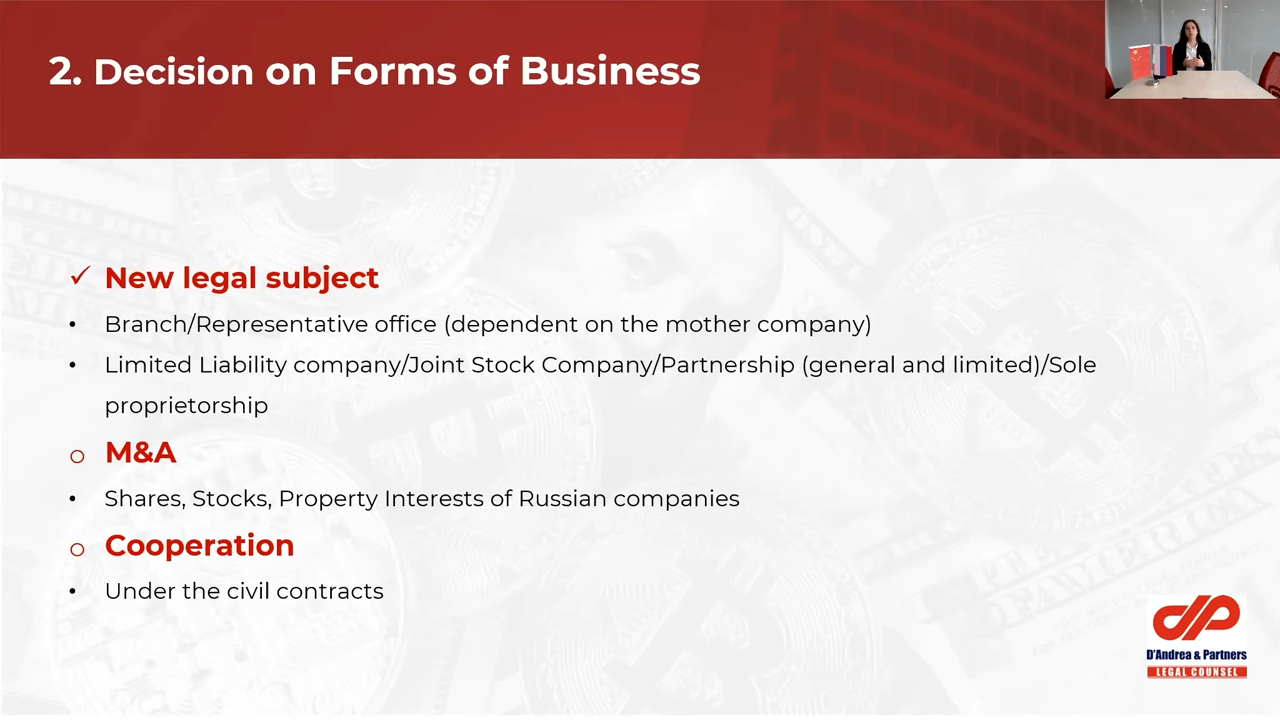 2. Decision on Forms of Business
✓ New legal subject
• Branch/Representative office (dependent on the mother company)
• Limited Liability company/Joint Stock Company/Partnership (general and limited)/Sole
proprietorship
o M&A
• Shares, Stocks, Property Interests of Russian companies
o Cooperation
• Under the civil contracts
D'Andrea & Partners
LEGAL COUNSEL